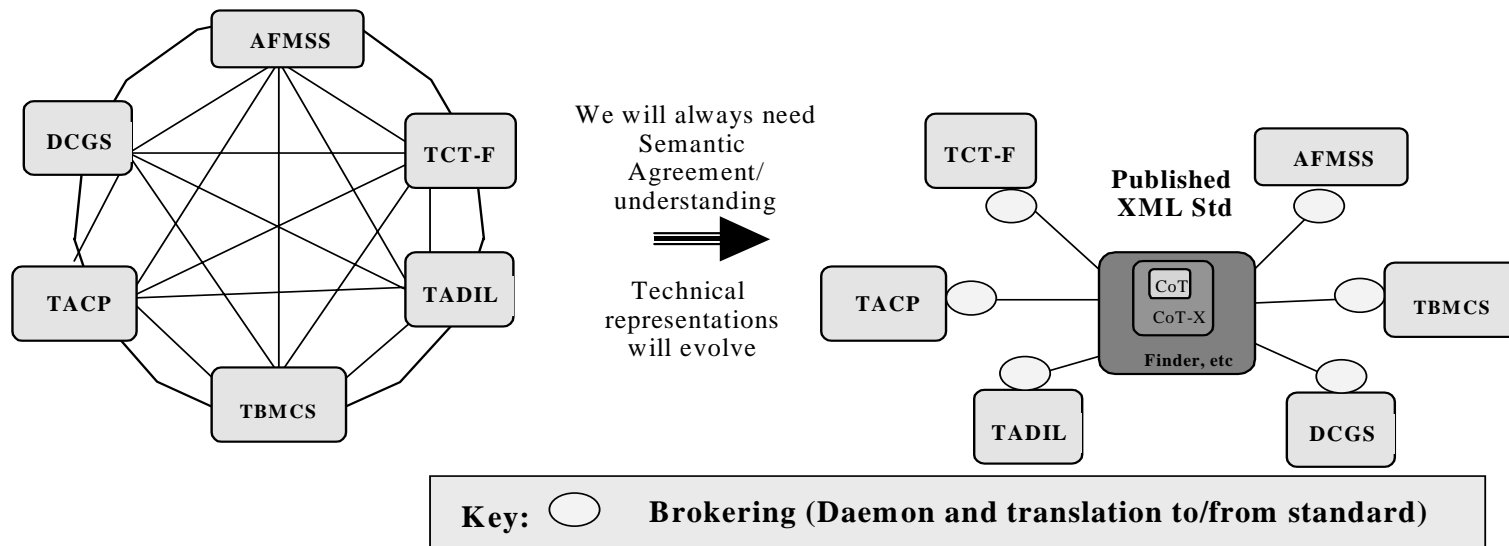 AFMSS
DCGS
TCT-F
TACP
TADIL
TBMCS
We will always need
Semantic
Agreement/
understanding
Technical
representations
will evolve
TCT-F
AFMSS
Published
XML Std
TACP
TBMCS
CoT
CoT-X
Finder, etc
TADIL
DCGS
Key: Brokering (Daemon and translation to/from standard)